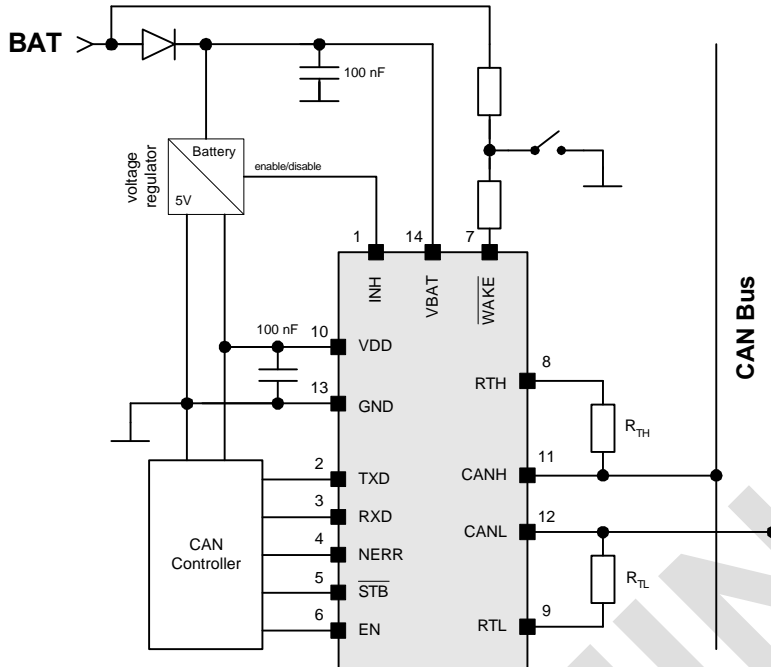 BAT
100 nF
Battery
enable/disable
voltage
regulator
5V
1
14
7
INH
VBAT
WAKE
CAN Bus
100 nF
10
VDD
8
RTH
13
GND
R_TH
2
TXD
11
CANH
3
RXD
12
CANL
CAN
Controller
4
NERR
5
STB
R_TL
6
EN
9
RTL